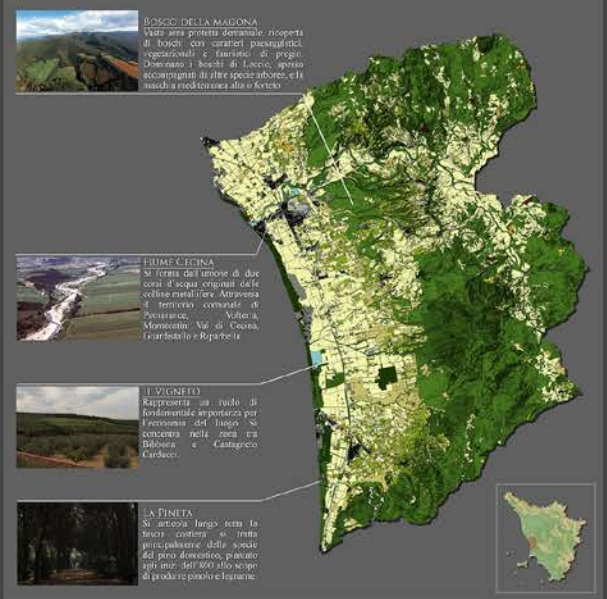 BOSCO DELLA MAGONA
Vasta area protetta demaniale, ricoperta
di boschi con caratteri paesaggistici,
vegetazionali e faunistici di pregio.
Dominano i boschi di Leccio, spesso
accompagnati da altre specie arboree, e la
macchia mediterranea alta o forteto
FIUME CECINA
Si forma dall'unione di due
corsi d'acqua originati dalle
colline metallifere. Attraversa
il territorio comunale di
Pomarance, Volterra,
Montecatini Val di Cecina,
Guardistallo e Riparbella
IL VIGNETO
Rappresenta un ruolo di
fondamentale importanza per
l'economia del luogo. Si
concentra nella zona tra
Bibbona e Castagneto
Carducci.
LA PINETA
Si articola lungo tutta la
fascia costiera si tratta
principalmente della specie
del pino domestico, piantato
agli inizi dell'800 allo scopo
di produrre pinolo e legname